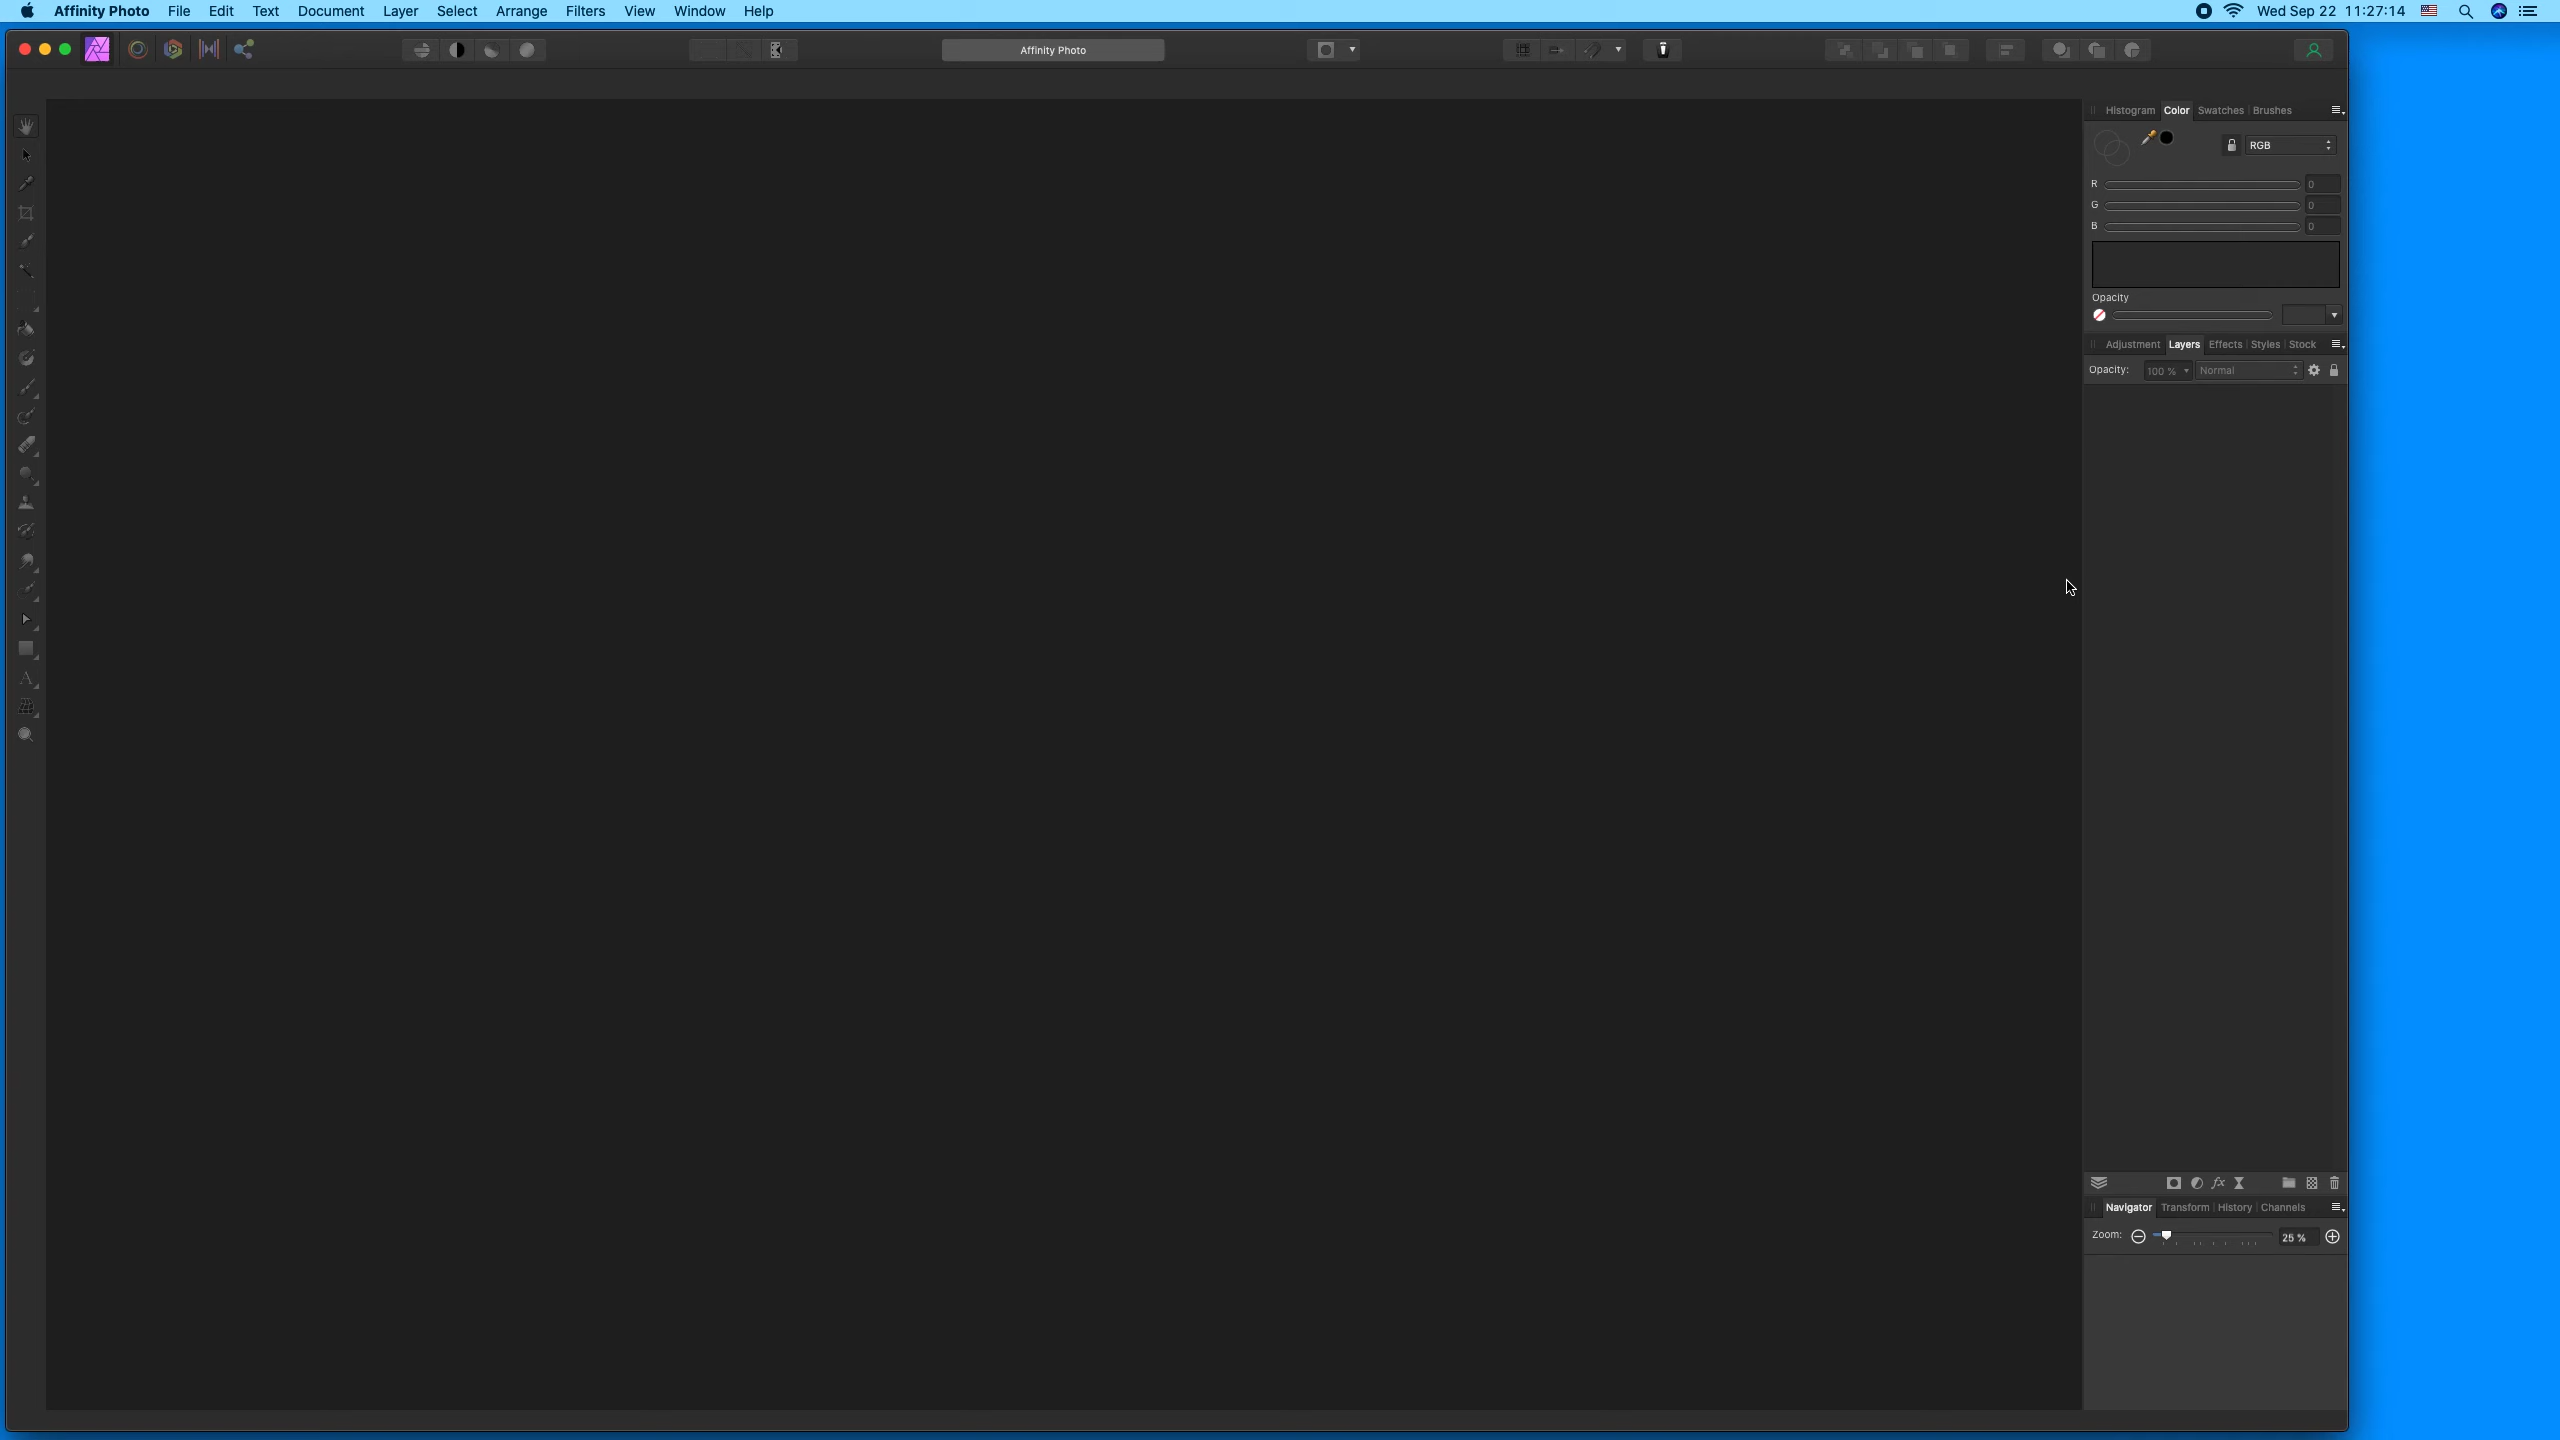 Affinity Photo File Edit Text Document Layer Select Arrange Filters View Window Help Wed Sep 22 11:27:14
Affinity Photo
Histogram Color Swatches Brushes
RGB
R 0
G 0
B 0
Opacity
Adjustment Layers Effects Styles Stock
Opacity: 100 % Normal
fx
Navigator Transform History Channels
Zoom: 25 %